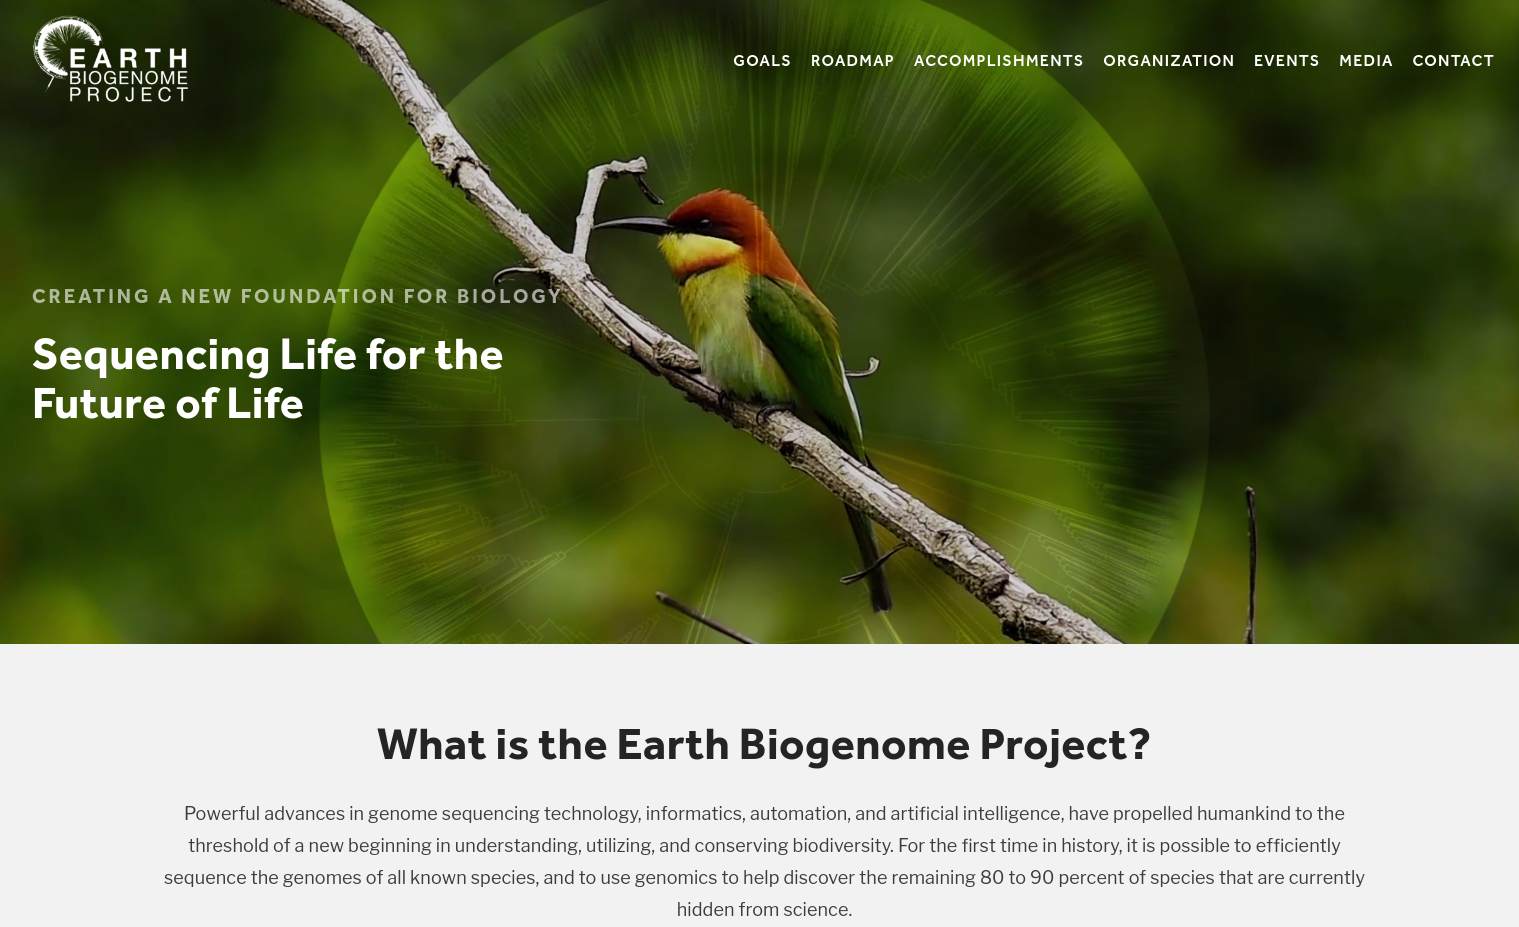 EARTH
BIOGENOME
PROJECT
GOALS ROADMAP ACCOMPLISHMENTS ORGANIZATION EVENTS MEDIA CONTACT
CREATING A NEW FOUNDATION FOR BIOLOGY
Sequencing Life for the
Future of Life
What is the Earth Biogenome Project?
Powerful advances in genome sequencing technology, informatics, automation, and artificial intelligence, have propelled humankind to the
threshold of a new beginning in understanding, utilizing, and conserving biodiversity. For the first time in history, it is possible to efficiently
sequence the genomes of all known species, and to use genomics to help discover the remaining 80 to 90 percent of species that are currently
hidden from science.